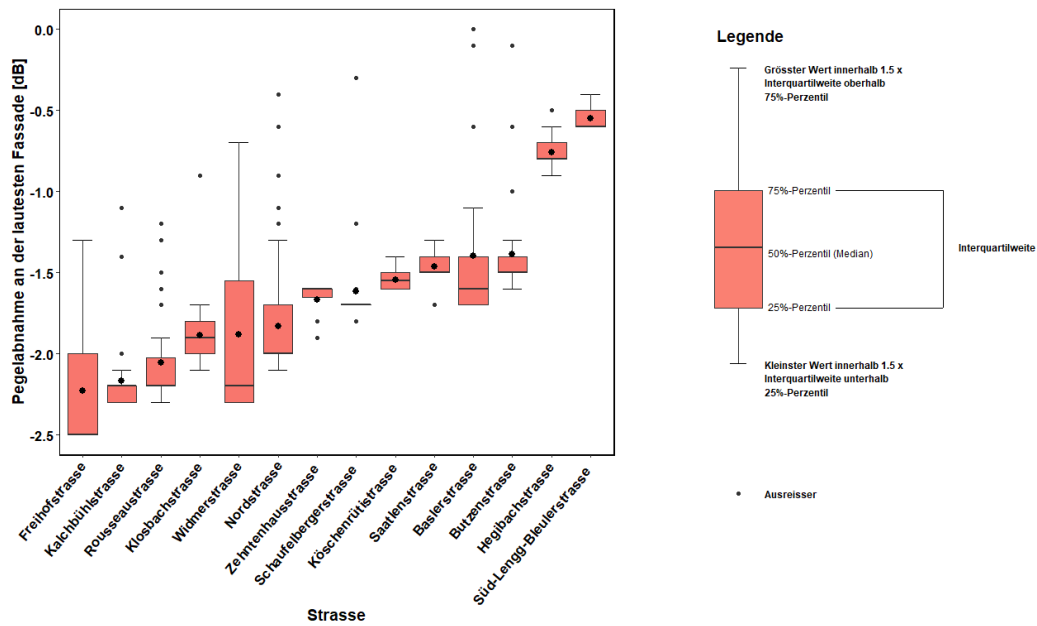 Pegelabnahme an der lautesten Fassade [dB]
0.0
-0.5
-1.0
-1.5
-2.0
-2.5
Freihofstrasse
Kalchbühlstrasse
Rousseaustrasse
Klosbachstrasse
Widmerstrasse
Nordstrasse
Zehntenhausstrasse
Schaufelbergerstrasse
Köschenrütistrasse
Saatlenstrasse
Baslerstrasse
Butzenstrasse
Hegibachstrasse
Süd-Lengg-Bleulerstrasse
Strasse
Legende
Grösster Wert innerhalb 1.5 x
Interquartilweite oberhalb
75%-Perzentil
75%-Perzentil
50%-Perzentil (Median)
Interquartilweite
25%-Perzentil
Kleinster Wert innerhalb 1.5 x
Interquartilweite unterhalb
25%-Perzentil
Ausreisser